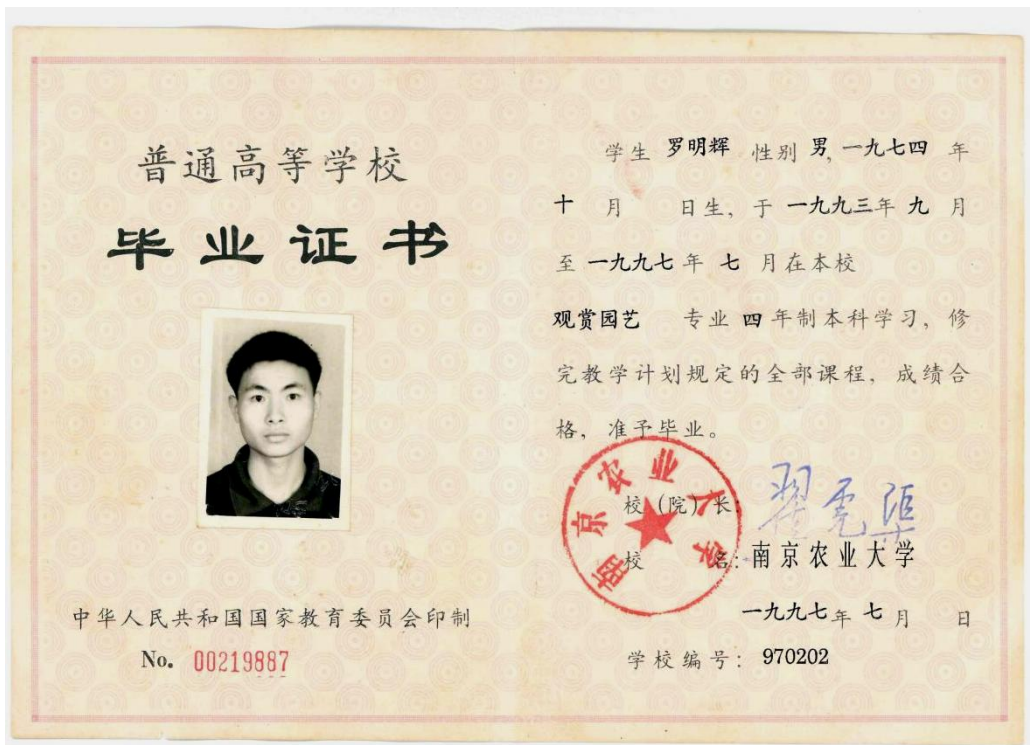 普通高等学校
毕业证书
中华人民共和国国家教育委员会印制
No. 00219887
学生 罗明辉 性别 男, 一九七四 年
十 月 日生, 于 一九九三年 九 月
至 一九九七 年 七 月在本校
观赏园艺 专业 四 年制本科学习, 修
完教学计划规定的全部课程, 成绩合
格, 准予毕业。
校(院)长: 翟虎渠
校 名: 南京农业大学
南京农业大学
一九九七年 七 月 日
学校编号: 970202